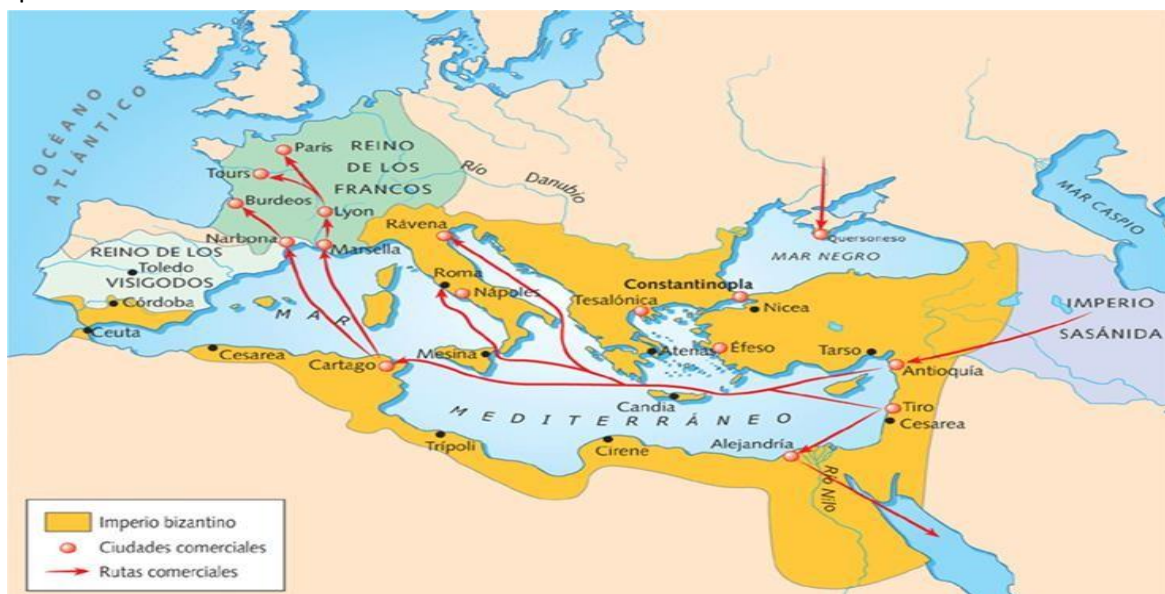 OCÉANO
ATLÁNTICO
París
REINO
DE LOS
FRANCOS
Tours
Río
Danubio
Burdeos
Lyon
Narbona
Marsella
Rávena
REINO DE LOS
VISIGODOS
Toledo
Córdoba
Ceuta
Roma
Nápoles
Constantinopla
Tesalónica
Nicea
Quersoneso
MAR NEGRO
MAR CASPIO
IMPERIO
SASÁNIDA
MAR
MEDITERRÁNEO
Cesarea
Cartago
Mesina
Atenas
Éfeso
Tarso
Antioquía
Candia
Tiro
Cesarea
Alejandría
Trípoli
Cirene
Río Nilo
Imperio bizantino
Ciudades comerciales
Rutas comerciales